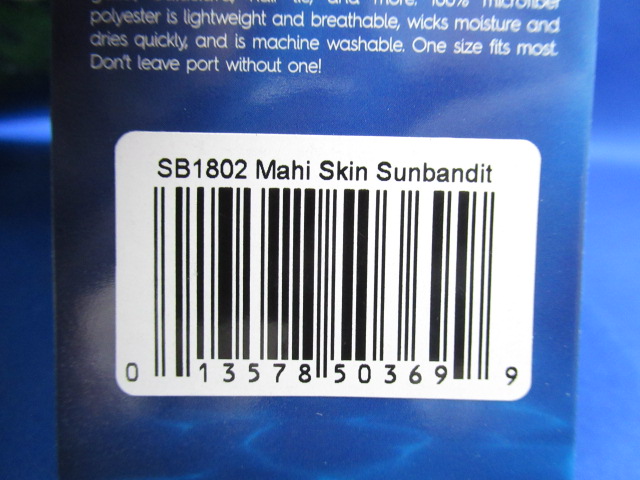 and more. 100% microfiber
polyester is lightweight and breathable, wicks moisture and
dries quickly, and is machine washable. One size fits most.
Don't leave port without one!
SB1802 Mahi Skin Sunbandit
0 13578 50369 9